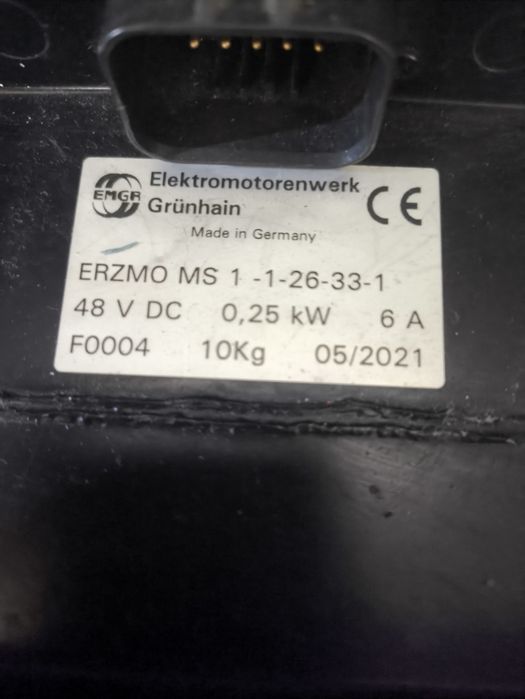 EMGR
Elektromotorenwerk
Grünhain
CE
Made in Germany
ERZMO MS 1 -1-26-33-1
48 V DC 0,25 kW 6 A
F0004 10Kg 05/2021